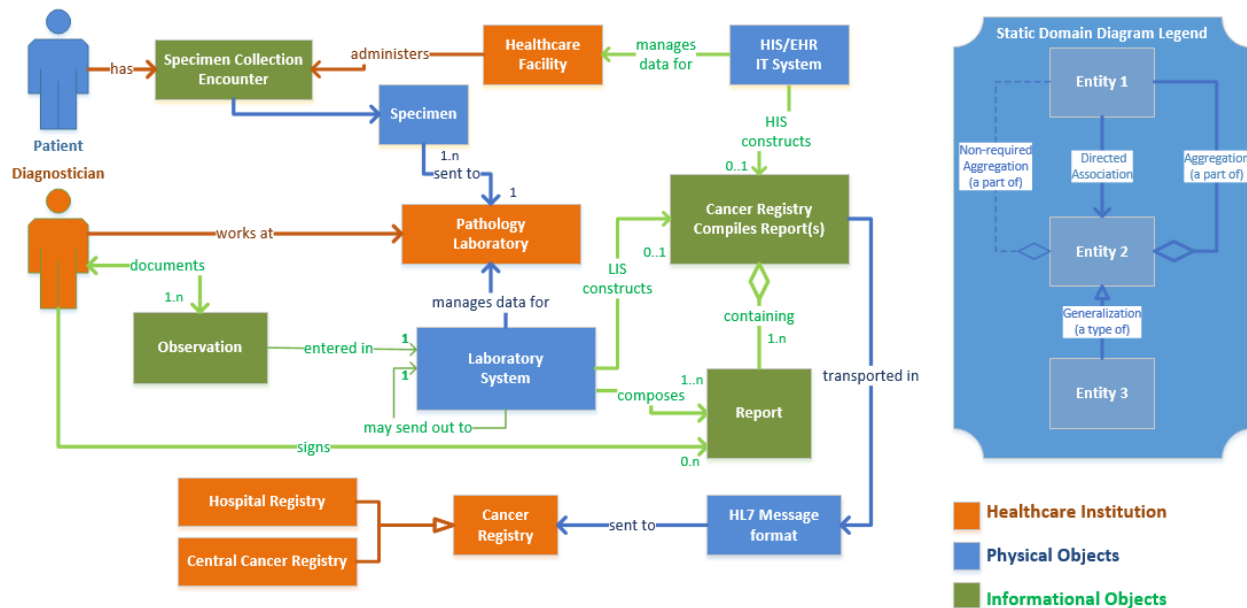 Patient
has
Specimen Collection
Encounter
administers
Healthcare
Facility
manages
data for
HIS/EHR
IT System
Specimen
1.n
sent to
1
HIS
constructs
0..1
Diagnostician
works at
Pathology
Laboratory
Cancer Registry
Compiles Report(s)
0..1
documents
1.n
Observation
entered in
1
1
manages data for
Laboratory
System
LIS
constructs
containing
1.n
may send out to
composes
1..n
Report
0.n
signs
transported in
Hospital Registry
Central Cancer Registry
Cancer
Registry
sent to
HL7 Message
format
Static Domain Diagram Legend
Entity 1
Non-required
Aggregation
(a part of)
Directed
Association
Aggregation
(a part of)
Entity 2
Generalization
(a type of)
Entity 3
Healthcare Institution
Physical Objects
Informational Objects